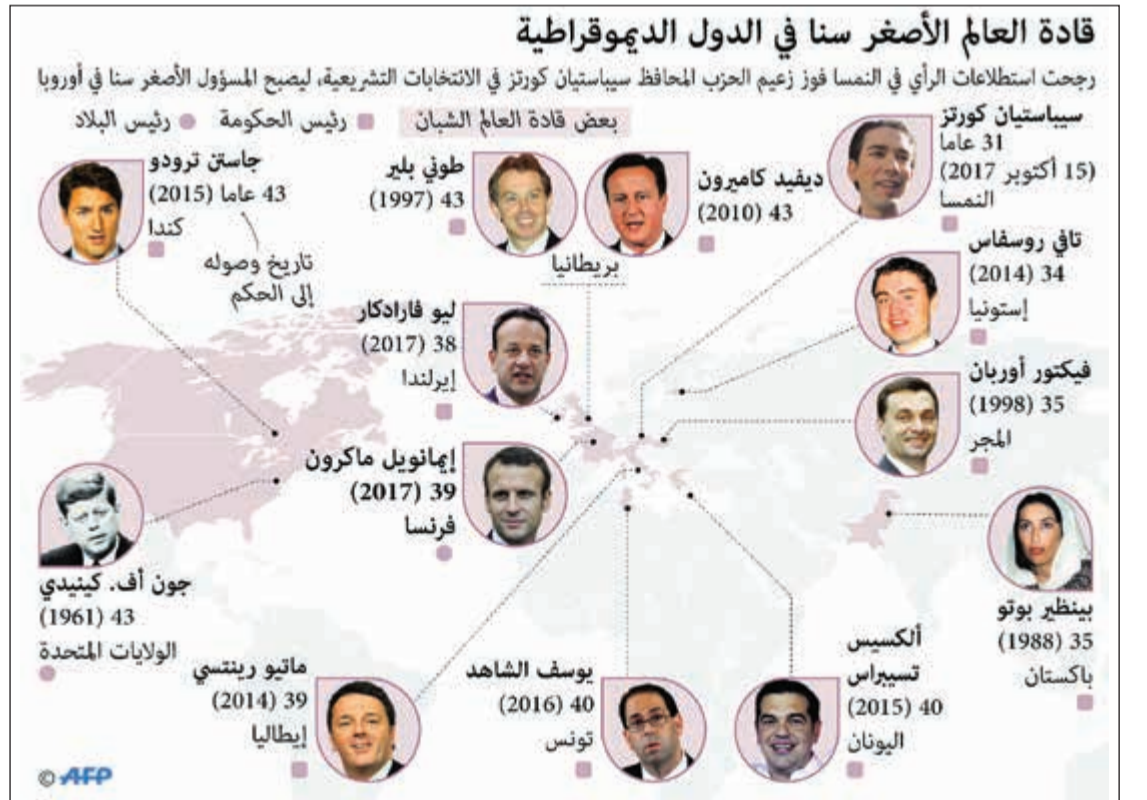 قادة العالم الأصغر سنا في الدول الديموقراطية
رجحت استطلاعات الرأي في النمسا فوز زعيم الحزب المحافظ سيباستيان كورتز في الانتخابات التشريعية، ليصبح المسؤول الأصغر سنا في أوروبا
بعض قادة العالم الشبان
رئيس الحكومة
رئيس البلاد
سيباستيان كورتز
31 عاما
(15 أكتوبر 2017)
النمسا
ديفيد كاميرون
43 (2010)
طوني بلير
43 (1997)
بريطانيا
جاستن ترودو
43 عاما (2015)
كندا
تاريخ وصوله
إلى الحكم
تافي روسفاس
34 (2014)
إستونيا
ليو فارادكار
38 (2017)
إيرلندا
فيكتور أوربان
35 (1998)
المجر
إيمانويل ماكرون
39 (2017)
فرنسا
جون أف. كينيدي
43 (1961)
الولايات المتحدة
بينظير بوتو
35 (1988)
باكستان
ألكسيس
تسيبراس
40 (2015)
اليونان
يوسف الشاهد
40 (2016)
تونس
ماتيو رينتسي
39 (2014)
إيطاليا
© AFP